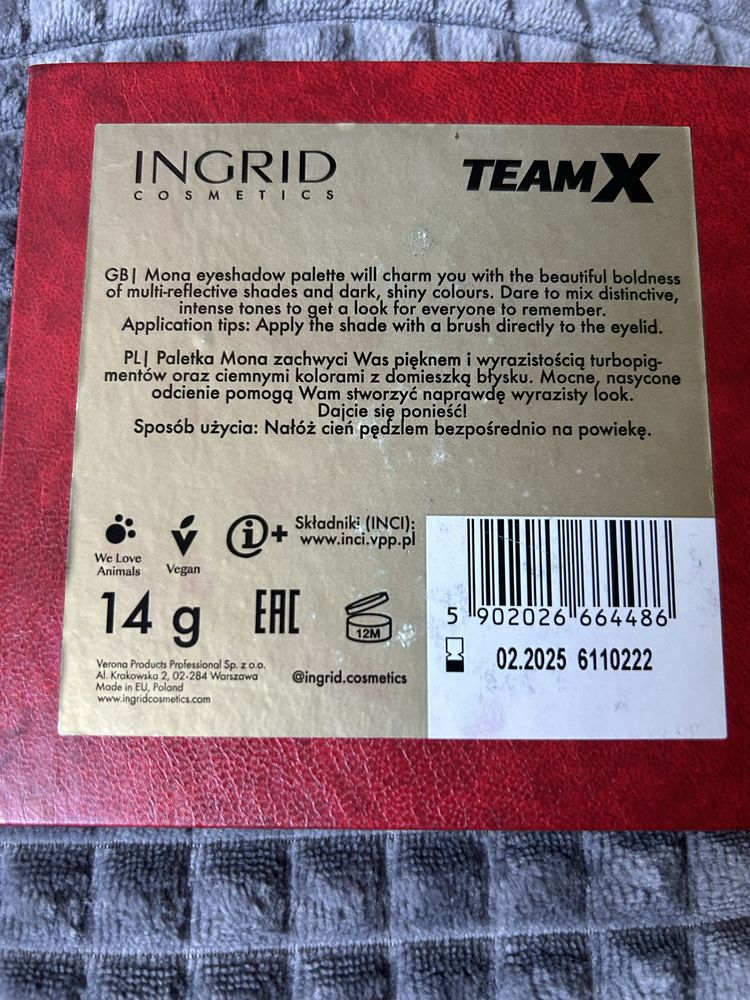 INGRID
COSMETICS
TEAMX
GB| Mona eyeshadow palette will charm you with the beautiful boldness
of multi-reflective shades and dark, shiny colours. Dare to mix distinctive,
intense tones to get a look for everyone to remember.
Application tips: Apply the shade with a brush directly to the eyelid.
PL| Paletka Mona zachwyci Was pięknem i wyrazistością turbopig-
mentów oraz ciemnymi kolorami z domieszką błysku. Mocne, nasycone
odcienie pomogą Wam stworzyć naprawdę wyrazisty look.
Dajcie się ponieść!
Sposób użycia: Nałóż cień pędzlem bezpośrednio na powiekę.
We Love
Animals
Vegan
i+
Składniki (INCI):
www.inci.vpp.pl
14 g
EAC
12M
Verona Products Professional Sp. z o.o.
Al. Krakowska 2, 02-284 Warszawa
Made in EU, Poland
www.ingridcosmetics.com
@ingrid.cosmetics
5 902026 664486
02.2025 6110222